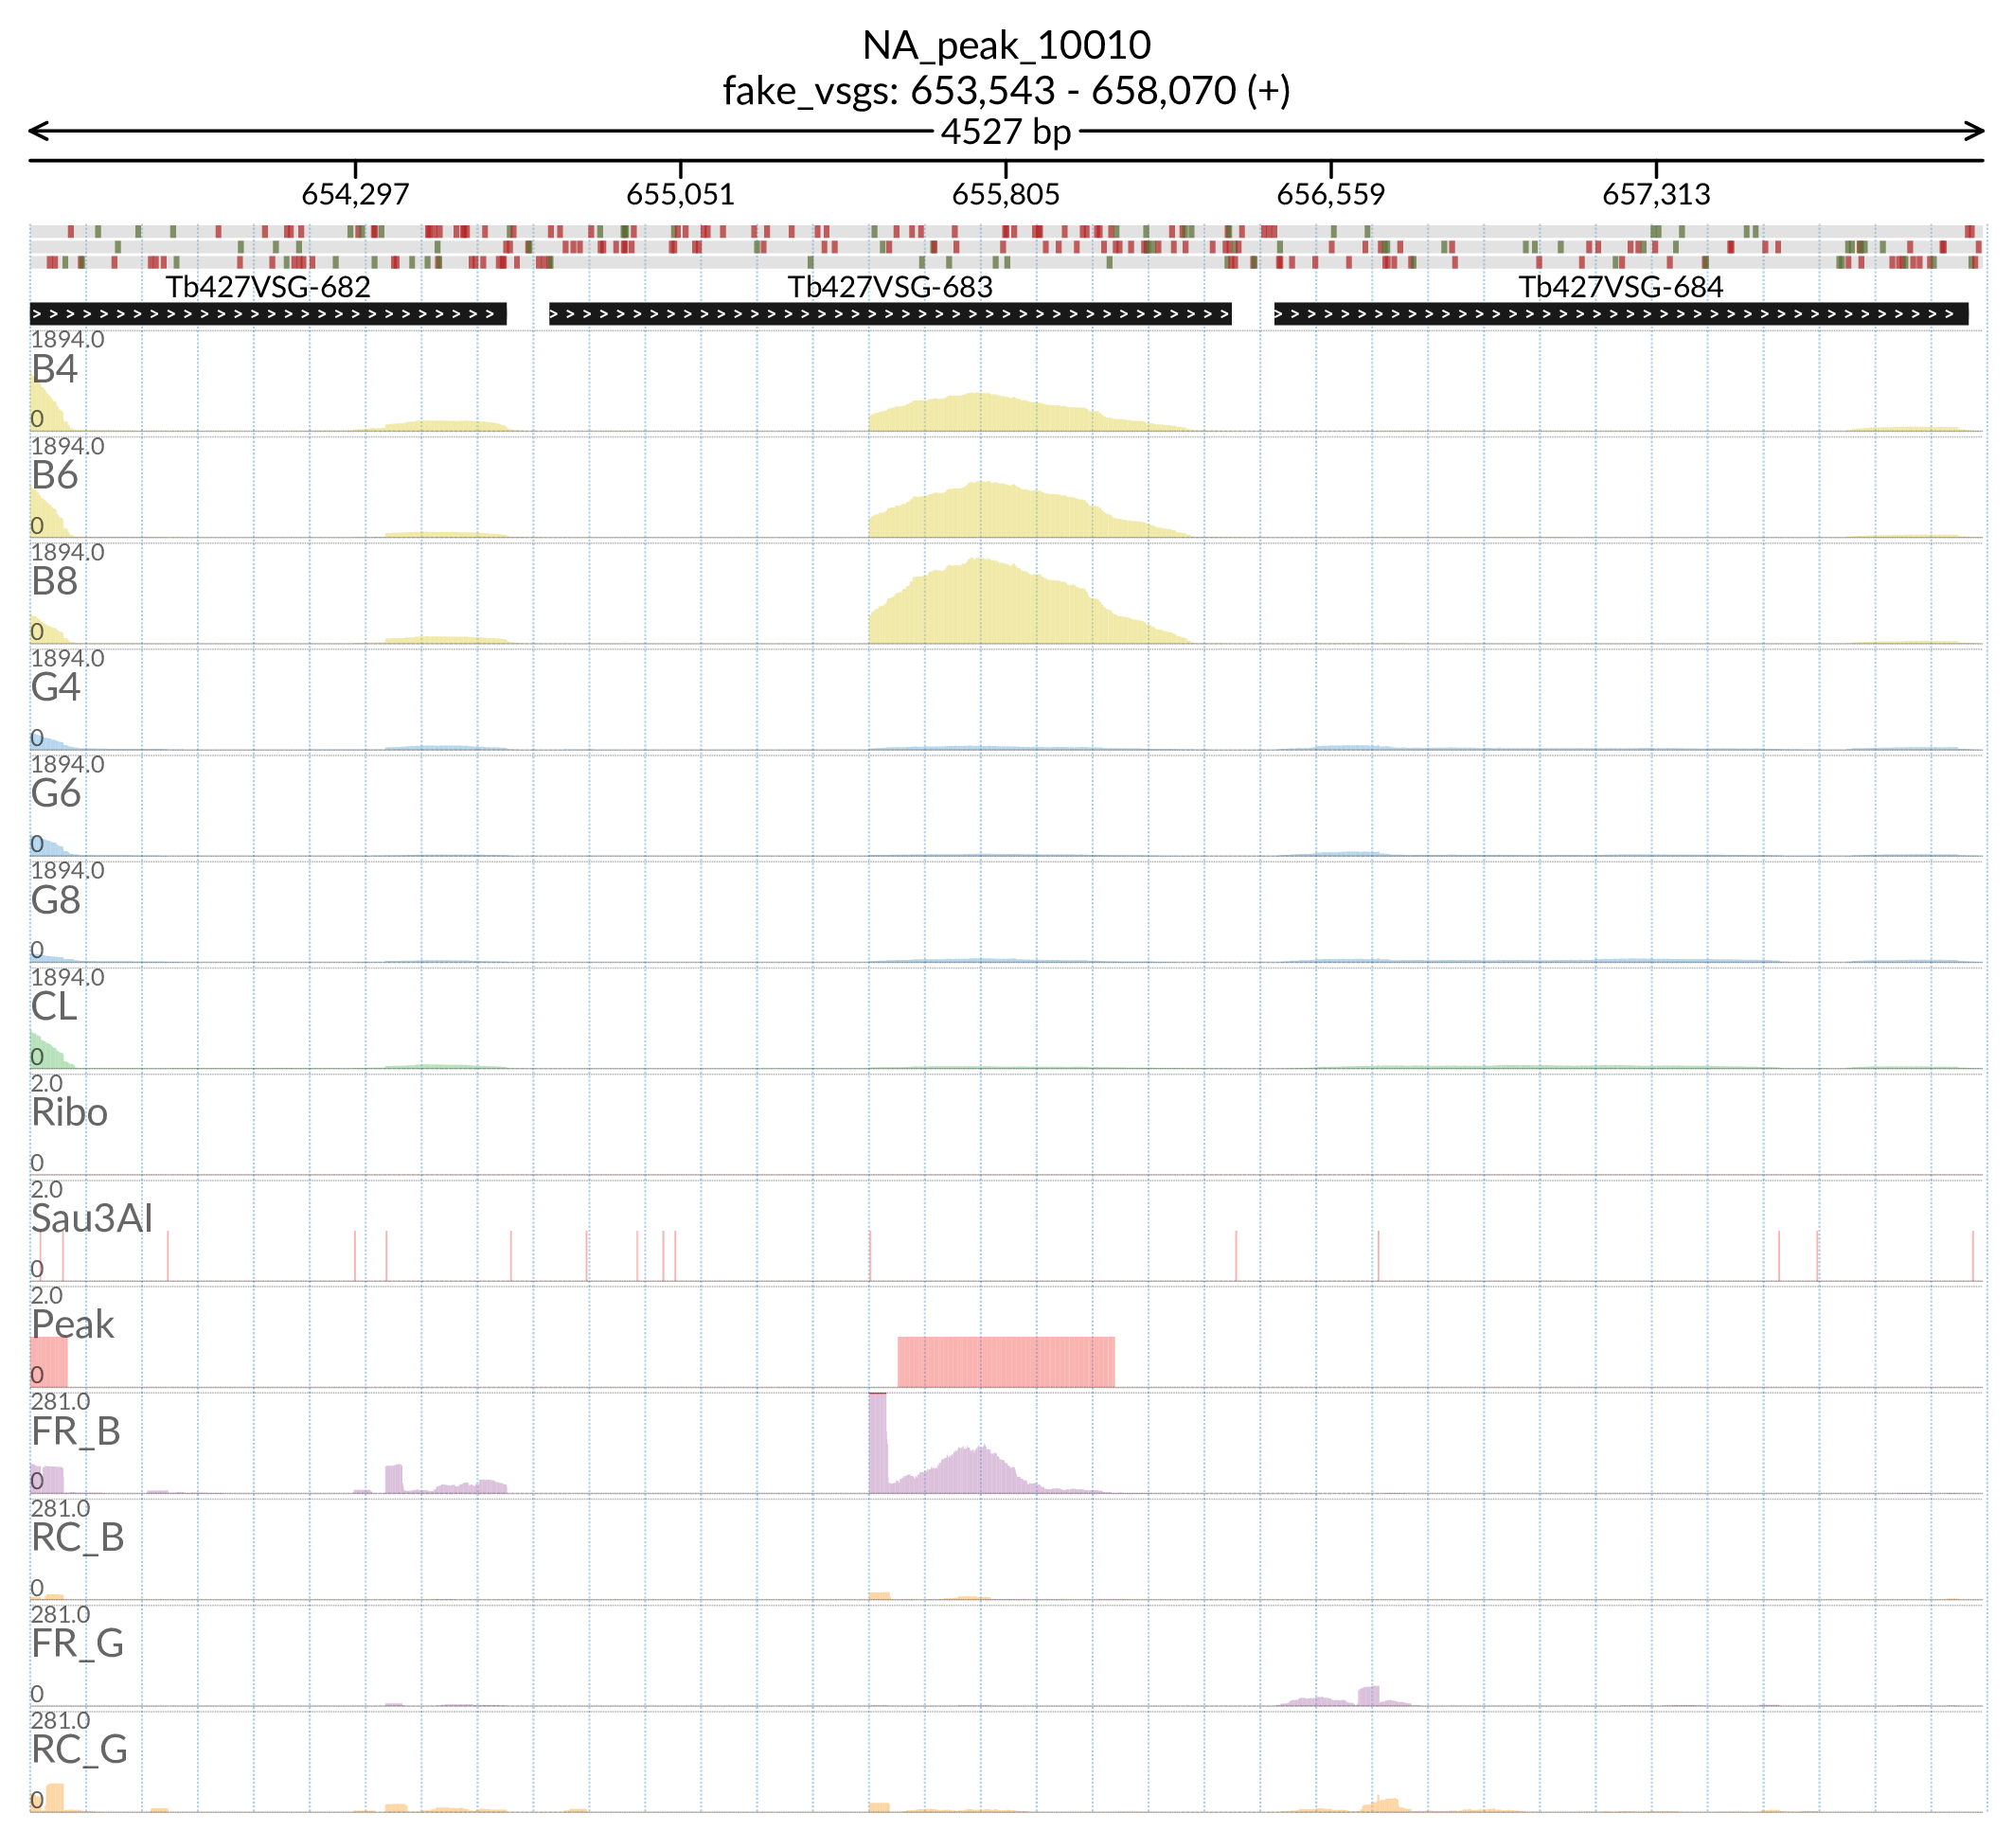 NA_peak_10010
fake_vsgs: 653,543 - 658,070 (+)
4527 bp
654,297 655,051 655,805 656,559 657,313
Tb427VSG-682 Tb427VSG-683 Tb427VSG-684
1894.0
B4
0
1894.0
B6
0
1894.0
B8
0
1894.0
G4
0
1894.0
G6
0
1894.0
G8
0
1894.0
CL
0
2.0
Ribo
0
2.0
Sau3AI
0
2.0
Peak
0
281.0
FR_B
0
281.0
RC_B
0
281.0
FR_G
0
281.0
RC_G
0